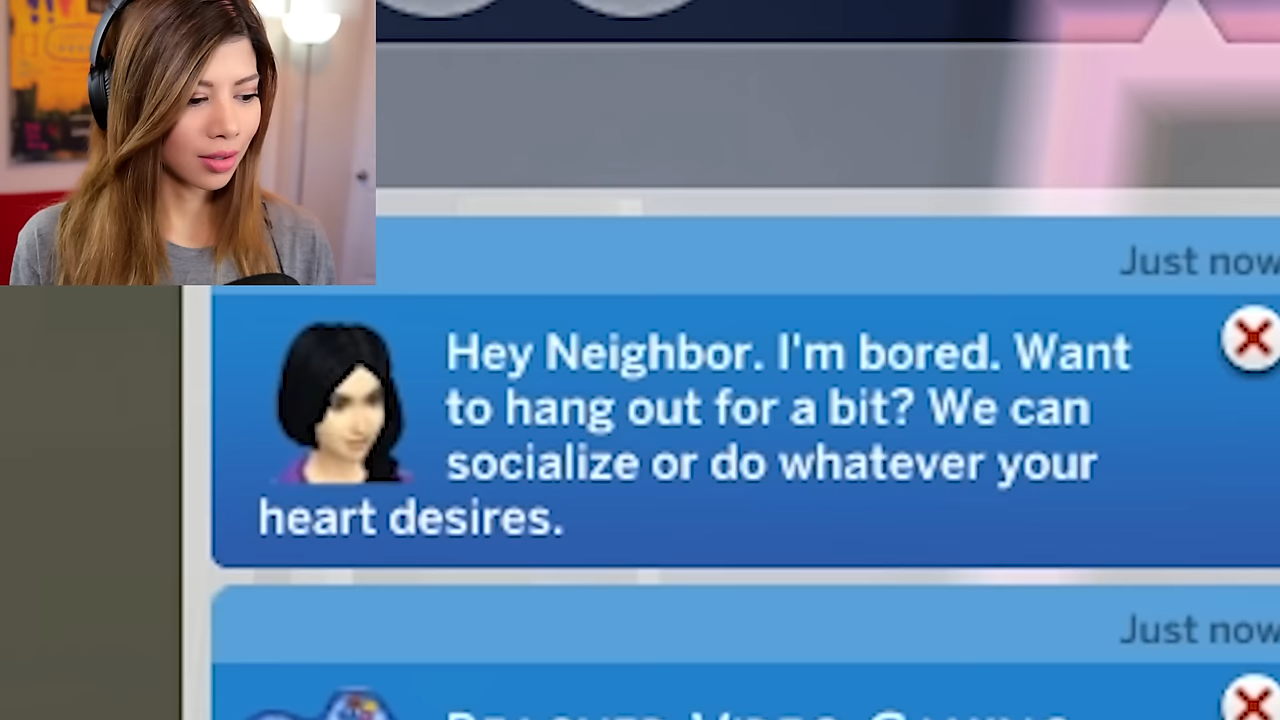 Just now
Hey Neighbor. I'm bored. Want
to hang out for a bit? We can
socialize or do whatever your
heart desires.
Just now